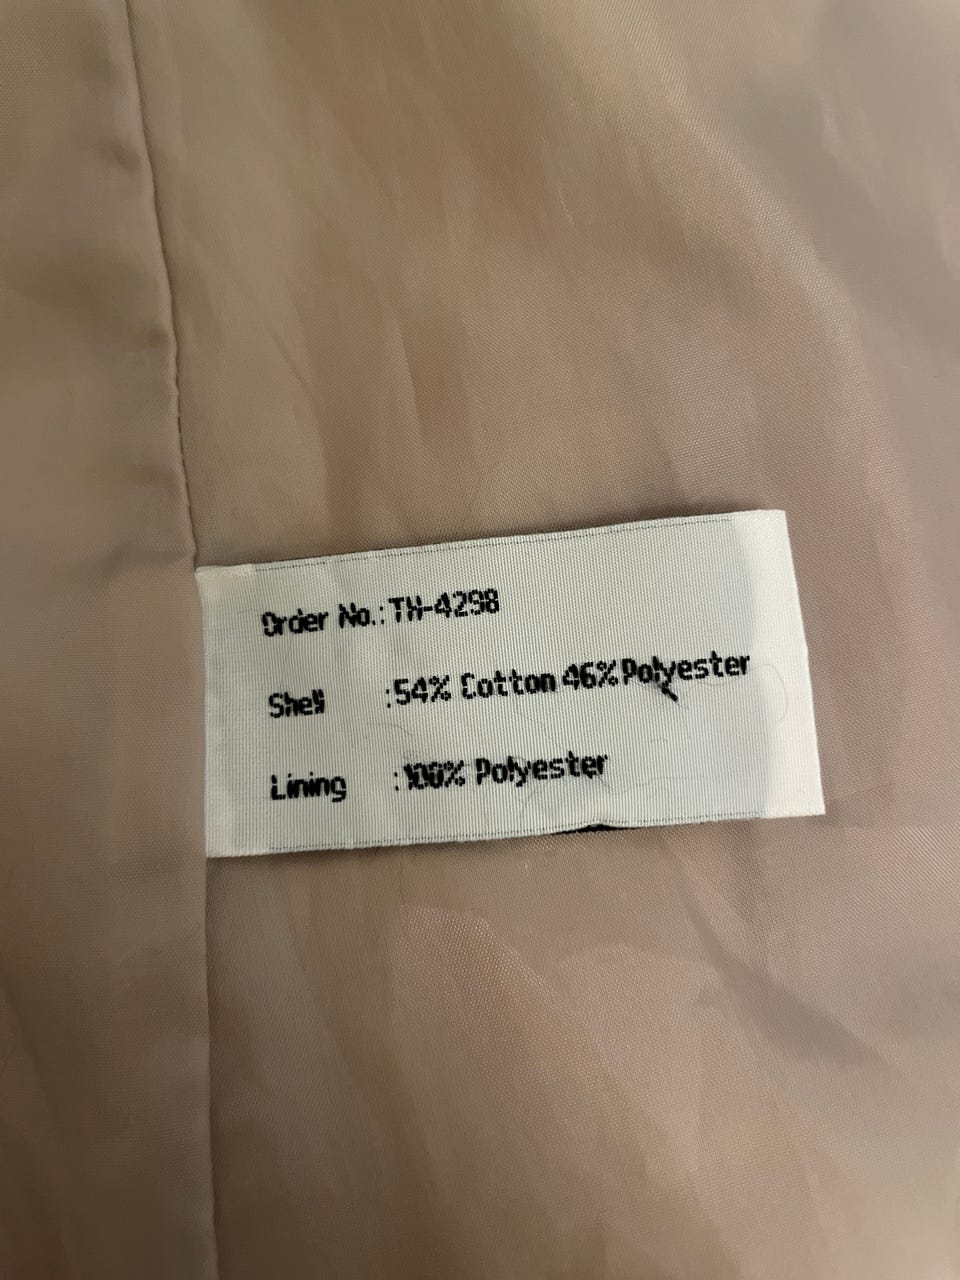 Order No.: TH-4298
Shell :54% Cotton 46% Polyester
Lining :100% Polyester